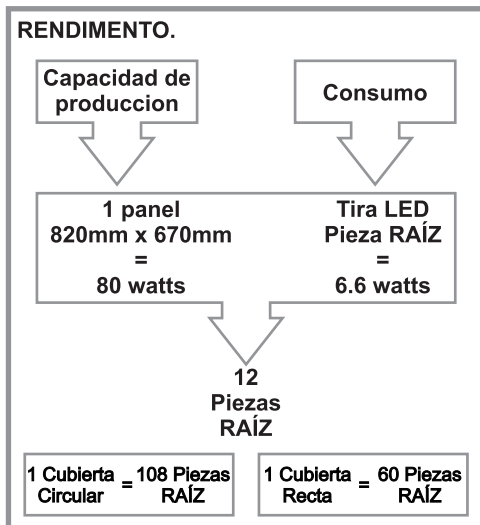 RENDIMENTO.
Capacidad de
produccion
Consumo
1 panel
820mm x 670mm
=
80 watts
Tira LED
Pieza RAÍZ
=
6.6 watts
12
Piezas
RAÍZ
1 Cubierta
Circular
=
108 Piezas
RAÍZ
1 Cubierta
Recta
=
60 Piezas
RAÍZ